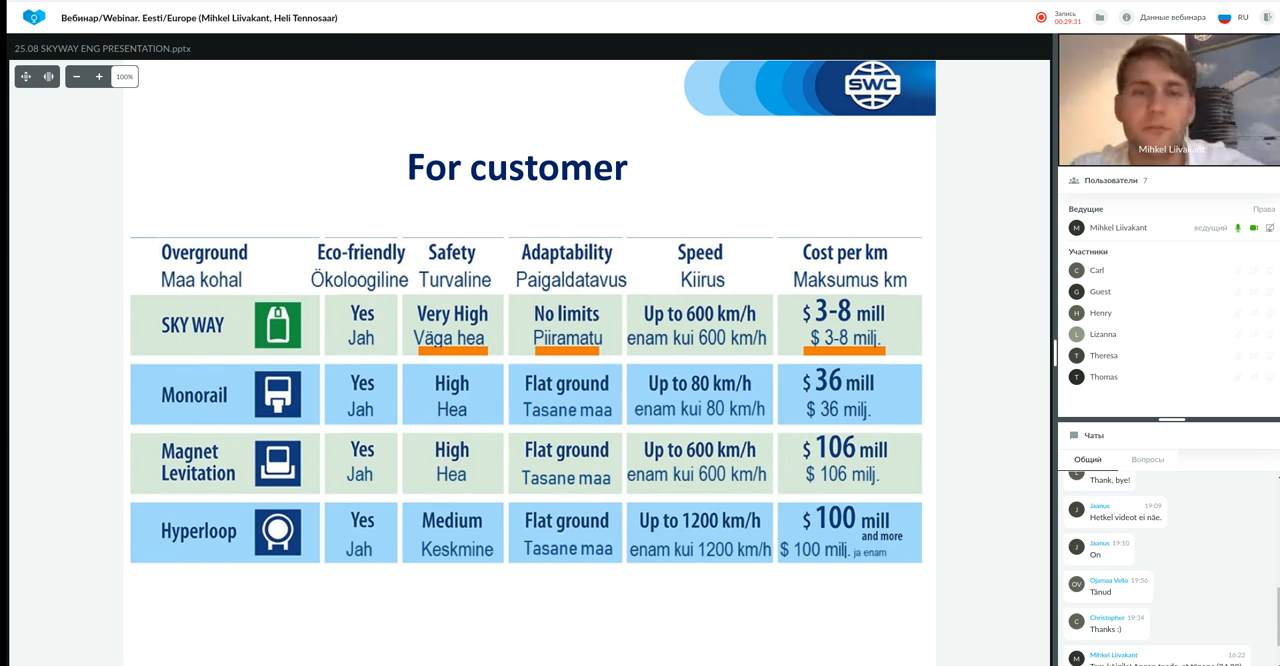 Вебинар/Webinar. Eesti/Europe (Mihkel Liivakant, Heli Tennosaar)
Запись
00:29:31
Данные вебинара
RU
25.08 SKYWAY ENG PRESENTATION.pptx
100%
SWC
For customer
Overground Eco-friendly Safety Adaptability Speed Cost per km
Maa kohal Ökoloogiline Turvaline Paigaldatavus Kiirus Maksumus km
SKY WAY Yes Very High No limits Up to 600 km/h $ 3-8 mill
Jah Väga hea Piiramatu enam kui 600 km/h $ 3-8 milj.
Monorail Yes High Flat ground Up to 80 km/h $ 36 mill
Jah Hea Tasane maa enam kui 80 km/h $ 36 milj.
Magnet Levitation Yes High Flat ground Up to 600 km/h $ 106 mill
Jah Hea Tasane maa enam kui 600 km/h $ 106 milj.
Hyperloop Yes Medium Flat ground Up to 1200 km/h $ 100 mill and more
Jah Keskmine Tasane maa enam kui 1200 km/h $ 100 milj. ja enam
Mihkel Liivakant
Пользователи 7
Ведущие Права
M Mihkel Liivakant ведущий
Участники
C Carl
G Guest
H Henry
L Lizanna
T Theresa
T Thomas
Чаты
Общий Вопросы
Thank, bye!
J Jaanus 19:09
Hetkel videot ei näe.
J Jaanus 19:10
On
OV Ojamaa Vello 19:56
Tänud
C Christopher 19:34
Thanks :)
M Mihkel Liivakant 16:22